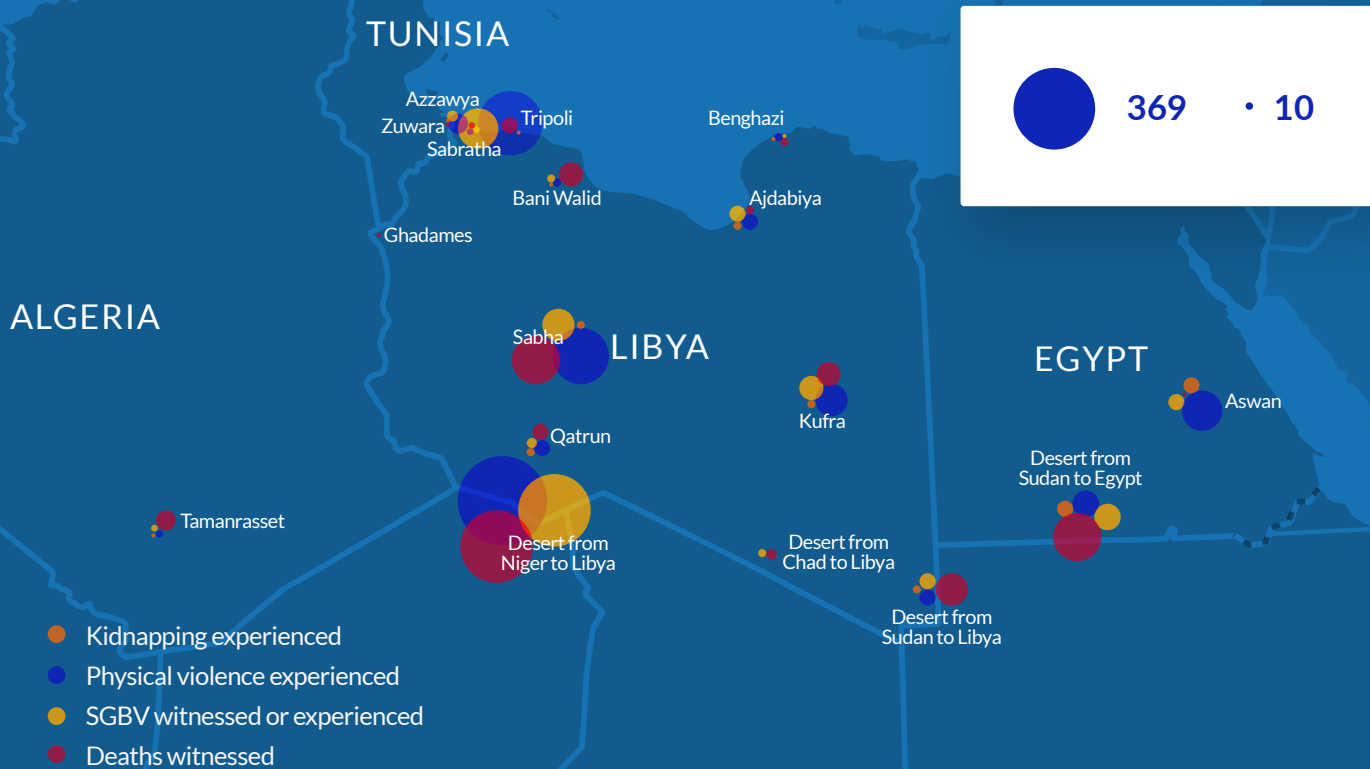 TUNISIA
Azzawya
Tripoli
Zuwara
Sabratha
Benghazi
369
10
Bani Walid
Ajdabiya
Ghadames
ALGERIA
Sabha
LIBYA
EGYPT
Kufra
Aswan
Qatrun
Desert from
Sudan to Egypt
Tamanrasset
Desert from
Niger to Libya
Desert from
Chad to Libya
Desert from
Sudan to Libya
Kidnapping experienced
Physical violence experienced
SGBV witnessed or experienced
Deaths witnessed